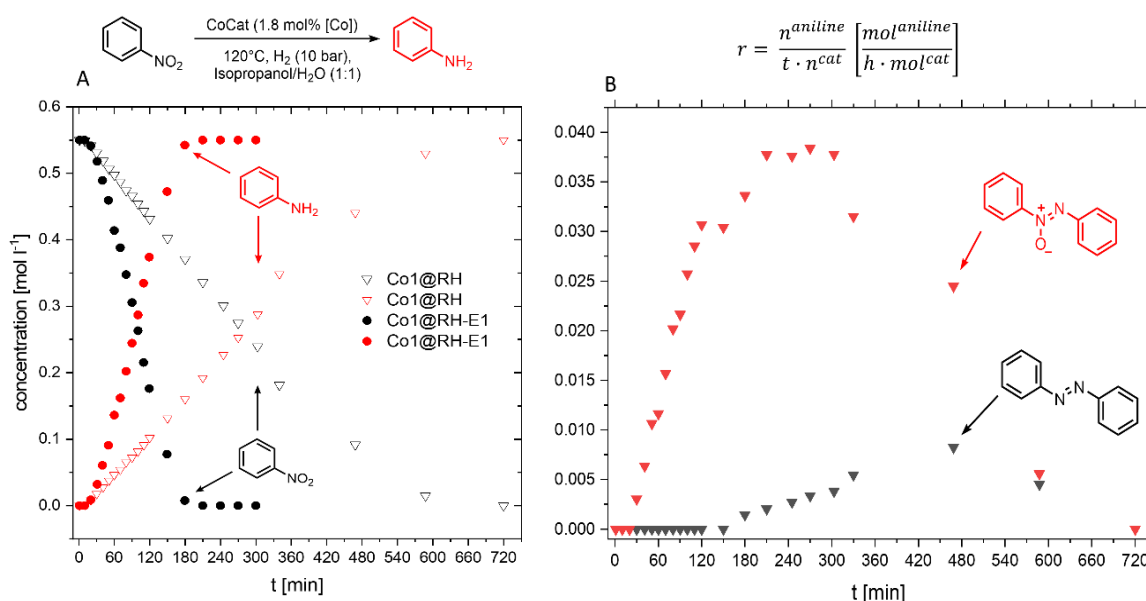 CoCat (1.8 mol% [Co])
120°C, H₂ (10 bar),
Isopropanol/H₂O (1:1)
NO₂
NH₂
r = n^aniline / (t · n^cat) [mol^aniline / (h · mol^cat)]
A
0.6
0.5
0.4
0.3
0.2
0.1
0.0
concentration [mol l⁻¹]
NH₂
Co1@RH
Co1@RH
Co1@RH-E1
Co1@RH-E1
NO₂
0 60 120 180 240 300 360 420 480 540 600 660 720
t [min]
B
0.040
0.035
0.030
0.025
0.020
0.015
0.010
0.005
0.000
N⁺
N
O⁻
N
N
0 60 120 180 240 300 360 420 480 540 600 660 720
t [min]